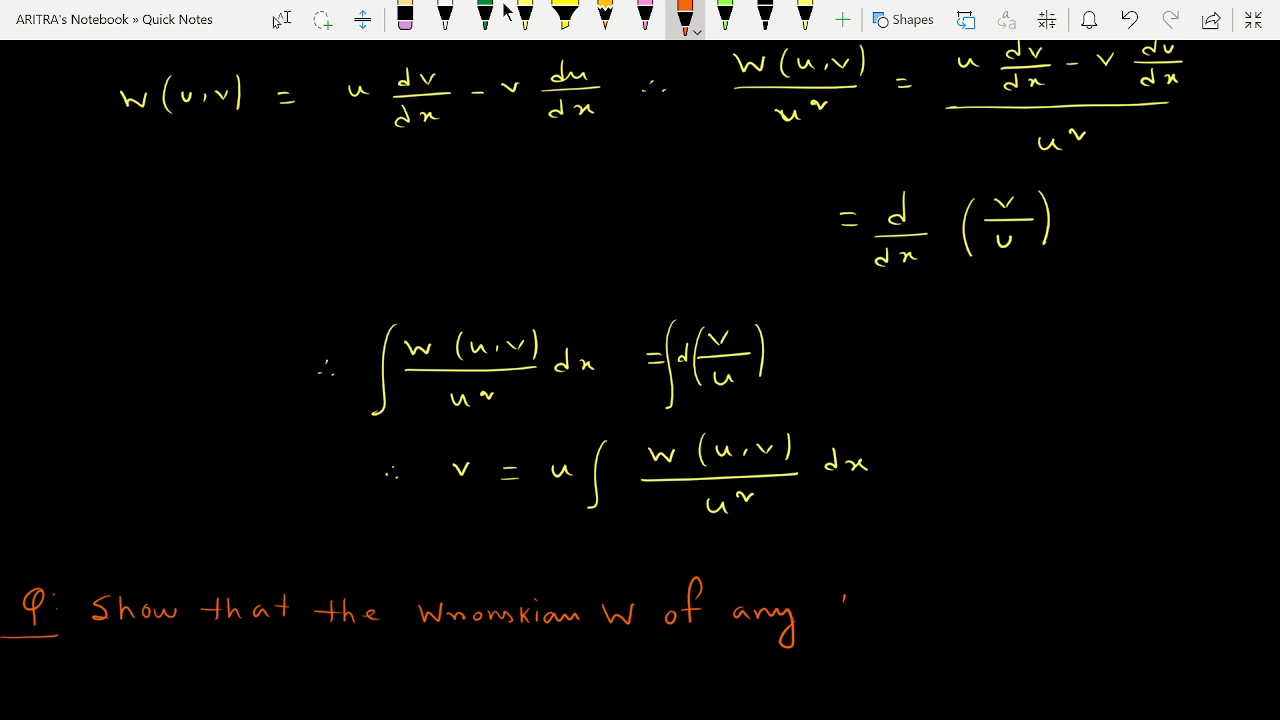 ARITRA's Notebook » Quick Notes
Shapes
W (u,v) = u dv/dx - v du/dx ∴ W (u,v)/u² = (u dv/dx - v du/dx)/u²
= d/dx (v/u)
∴ ∫ W (u,v)/u² dx = ∫ d(v/u)
∴ v = u ∫ W (u,v)/u² dx
Q: Show that the Wronskian W of any